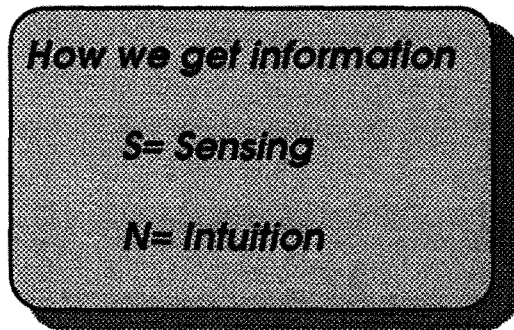 How we get information
S= Sensing
N= Intuition